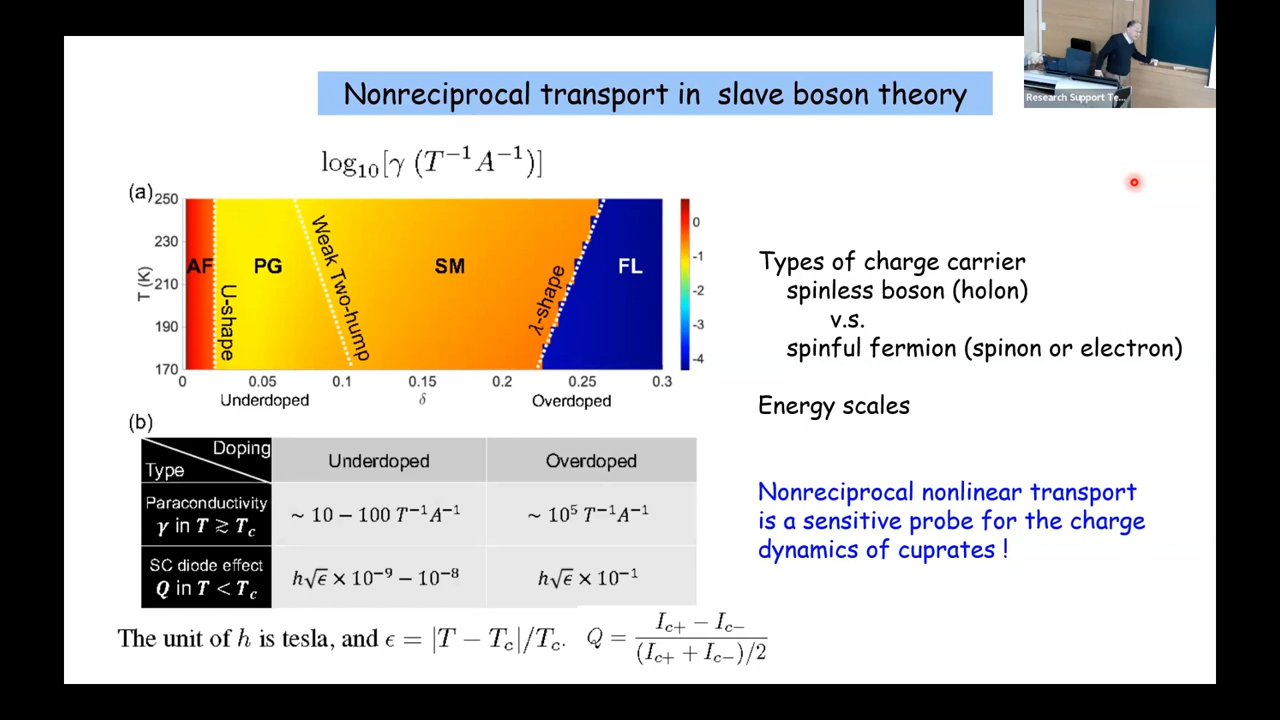 Research Support Te...
Nonreciprocal transport in slave boson theory
log₁₀[γ (T⁻¹A⁻¹)]
(a)
250
230
210
190
170
T (K)
AF
PG
SM
FL
U-shape
Weak Two-hump
λ-shape
0
-1
-2
-3
-4
0 0.05 0.1 0.15 0.2 0.25 0.3
Underdoped δ Overdoped
Types of charge carrier
spinless boson (holon)
v.s.
spinful fermion (spinon or electron)
Energy scales
Nonreciprocal nonlinear transport
is a sensitive probe for the charge
dynamics of cuprates !
(b)
Doping
Type
Underdoped
Overdoped
Paraconductivity
γ in T ≳ Tc
~ 10 − 100 T⁻¹A⁻¹
~ 10⁵ T⁻¹A⁻¹
SC diode effect
Q in T < Tc
h√ϵ × 10⁻⁹ − 10⁻⁸
h√ϵ × 10⁻¹
The unit of h is tesla, and ϵ = |T − Tc|/Tc. Q = (Ic+ − Ic−) / ((Ic+ + Ic−)/2)